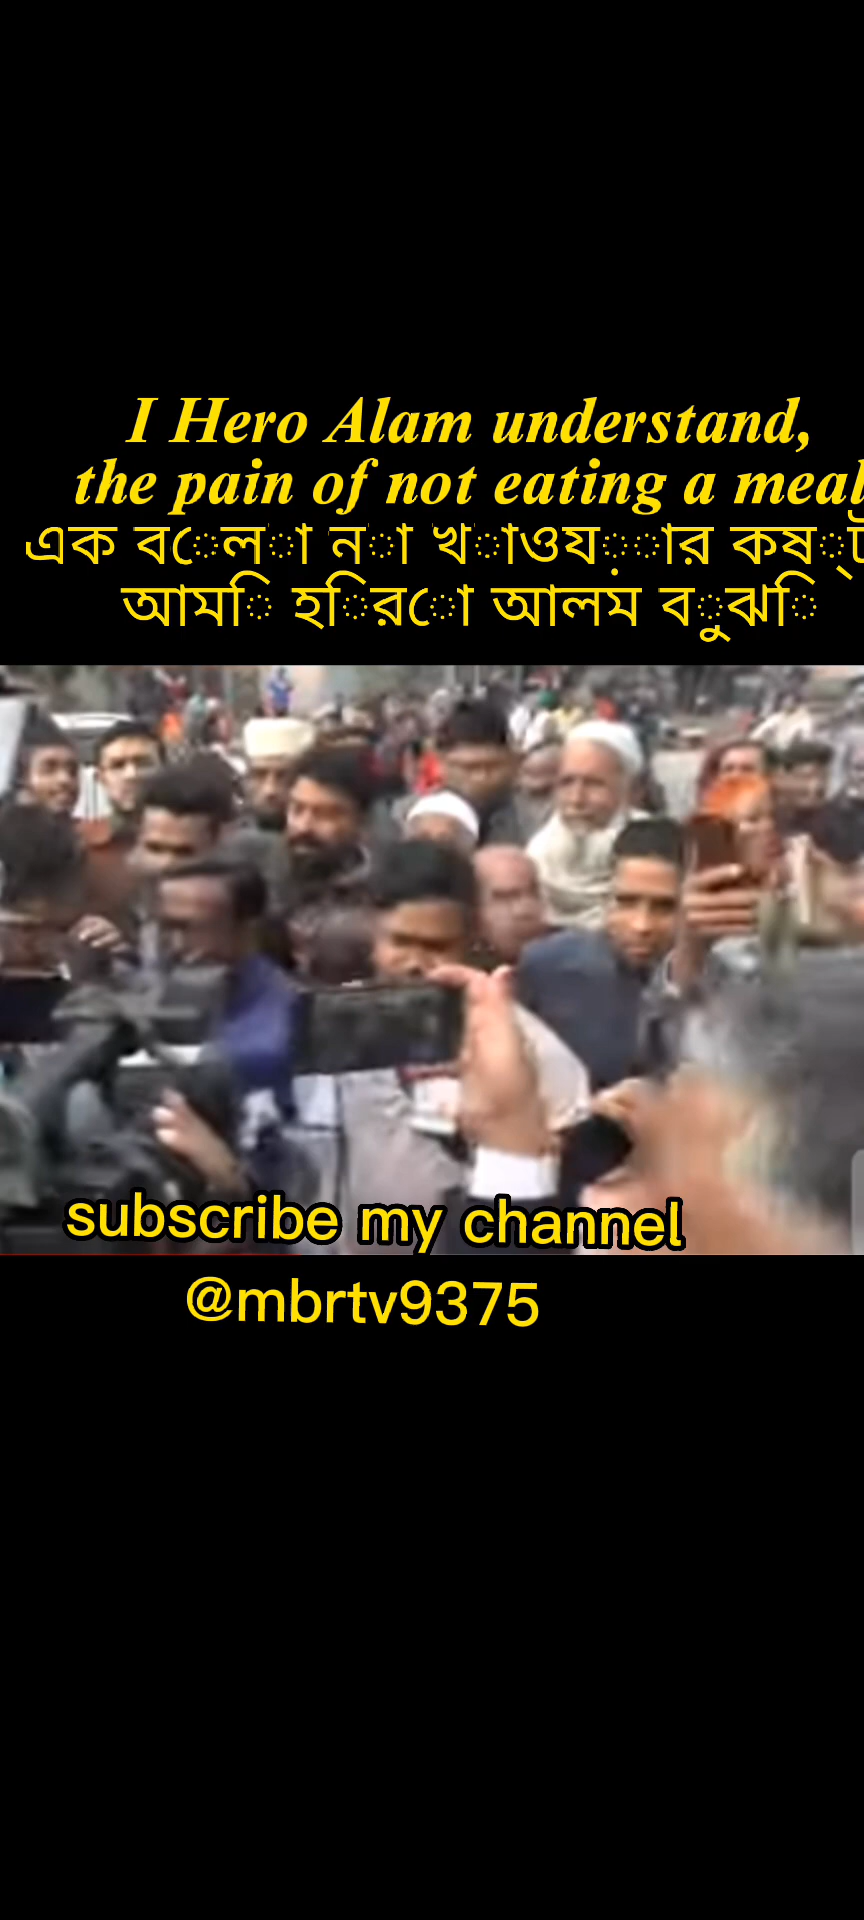 I Hero Alam understand,
the pain of not eating a meal
এক বেলা না খাওয়ার কষ্ট
আমি হিরো আলম বুঝি
subscribe my channel
@mbrtv9375